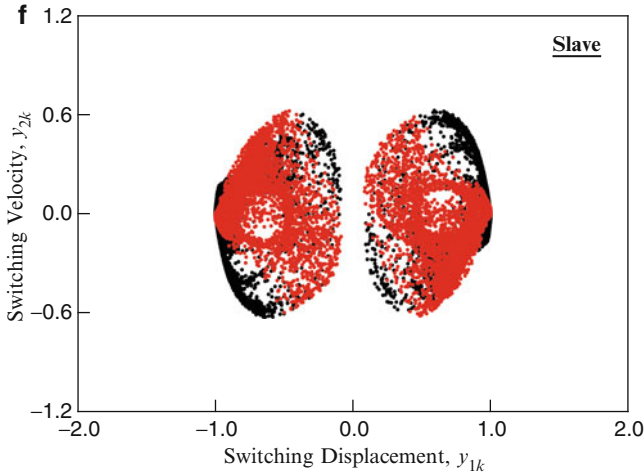 f
Slave
1.2
0.6
0.0
−0.6
−1.2
Switching Velocity, y2k
−2.0 −1.0 0.0 1.0 2.0
Switching Displacement, y1k